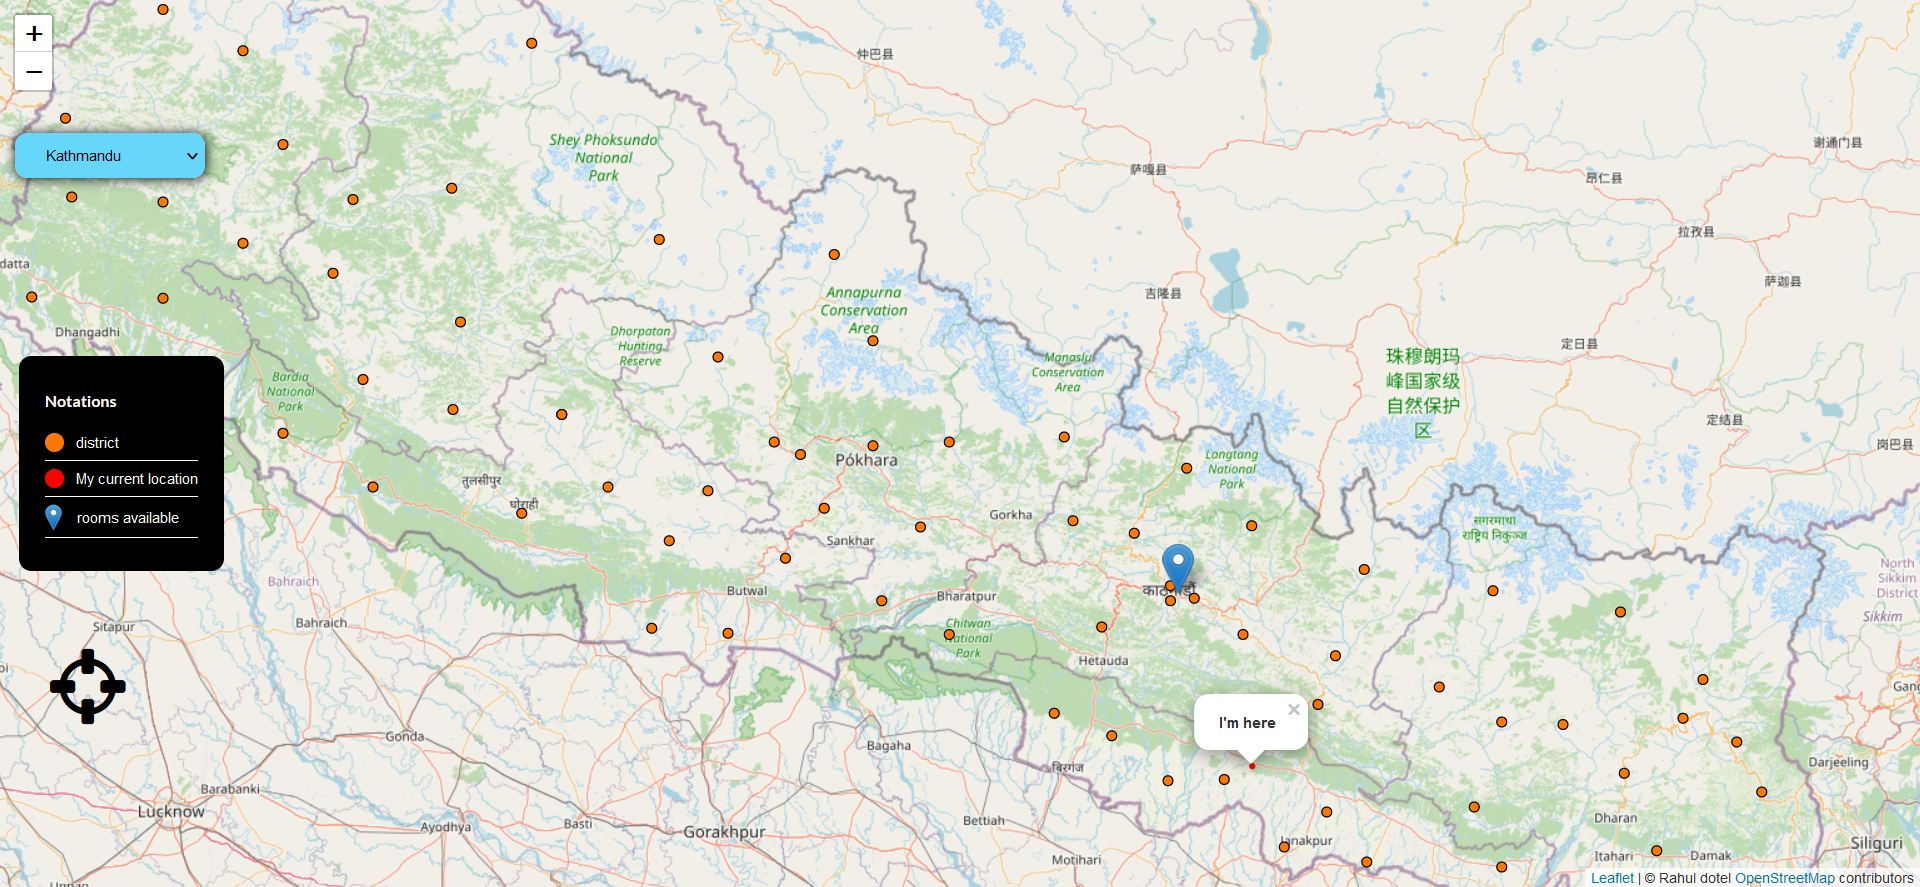 +
−
Kathmandu
Notations
district
My current location
rooms available
I'm here
×
Shey Phoksundo
National
Park
仲巴县
谢通门县
萨嘎县
昂仁县
拉孜县
萨迦县
吉隆县
定日县
珠穆朗玛
峰国家级
自然保护
区
定结县
岗巴县
datta
Dhangadhi
Bardia
National
Park
Dhorpatan
Hunting
Reserve
Annapurna
Conservation
Area
Manaslu
Conservation
Area
Langtang
National
Park
तुलसीपुर
घोराही
Pokhara
Gorkha
Sankhar
सगरमाथा
राष्ट्रिय निकुञ्ज
North
Sikkim
District
Sikkim
Bahraich
Bahraich
Sitapur
Butwal
Bharatpur
Chitwan
National
Park
Hetauda
Gonda
Bagaha
बिरगंज
Darjeeling
Gang
Barabanki
Lucknow
Ayodhya
Basti
Gorakhpur
Bettiah
Motihari
Janakpur
Dharan
Itahari
Damak
Siliguri
Leaflet | © Rahul dotel OpenStreetMap contributors